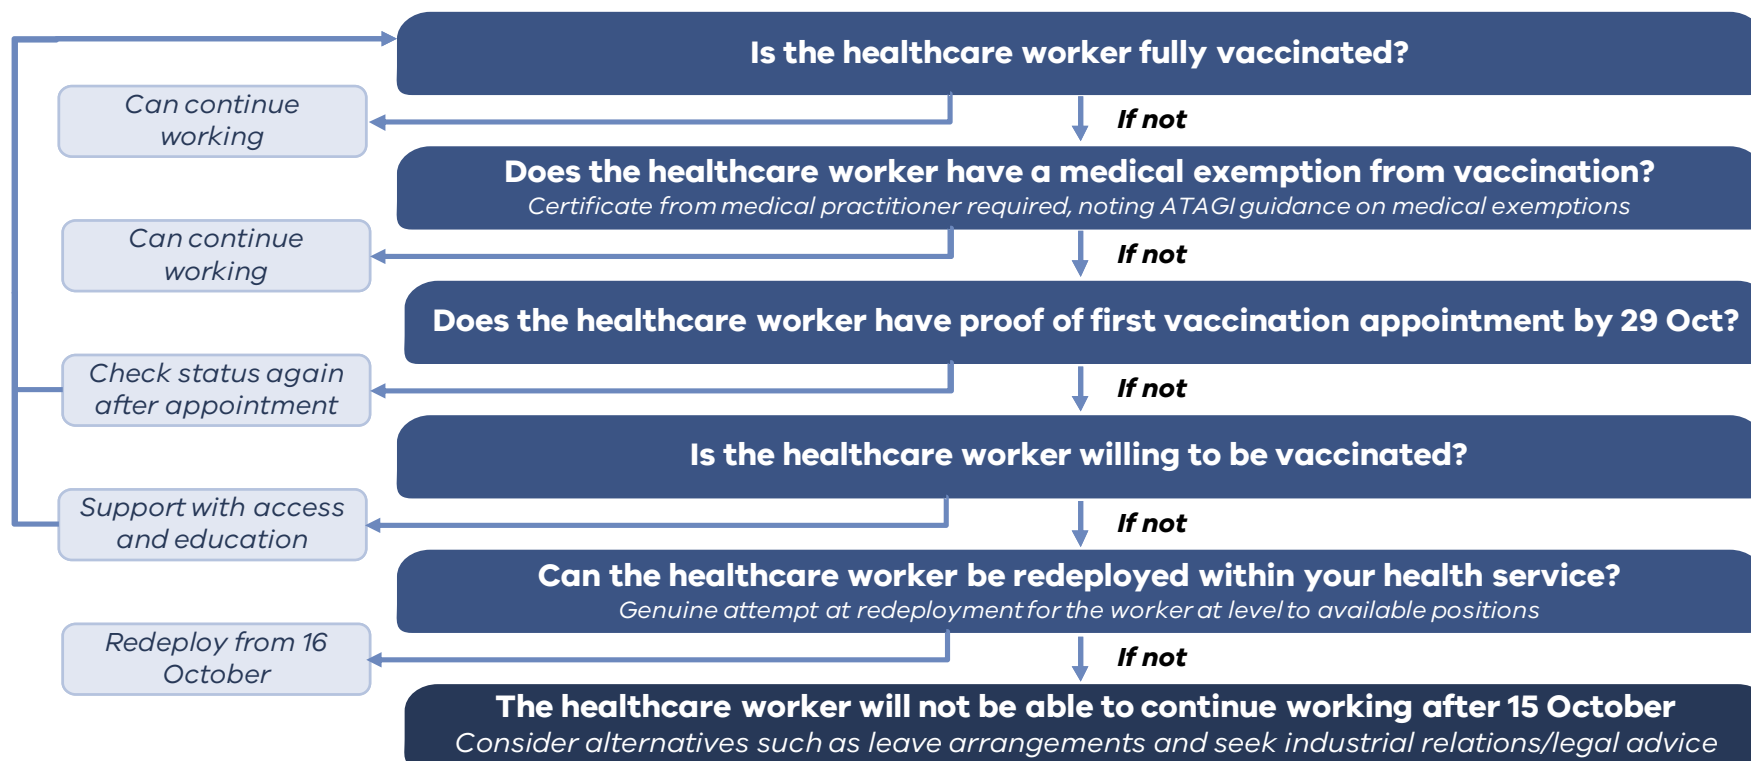 Is the healthcare worker fully vaccinated?
Can continue
working
If not
Does the healthcare worker have a medical exemption from vaccination?
Certificate from medical practitioner required, noting ATAGI guidance on medical exemptions
Can continue
working
If not
Does the healthcare worker have proof of first vaccination appointment by 29 Oct?
Check status again
after appointment
If not
Is the healthcare worker willing to be vaccinated?
Support with access
and education
If not
Can the healthcare worker be redeployed within your health service?
Genuine attempt at redeployment for the worker at level to available positions
Redeploy from 16
October
If not
The healthcare worker will not be able to continue working after 15 October
Consider alternatives such as leave arrangements and seek industrial relations/legal advice